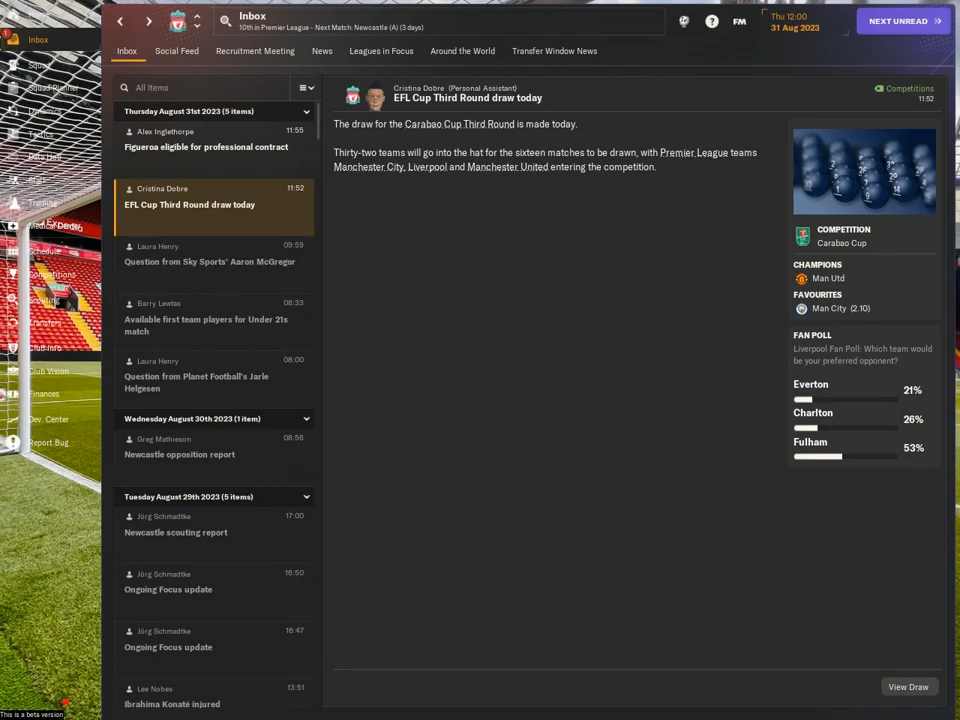 Inbox
10th in Premier League - Next Match: Newcastle (A) (3 days)
FM
Thu 12:00
31 Aug 2023
NEXT UNREAD
Inbox
Social Feed
Recruitment Meeting
News
Leagues in Focus
Around the World
Transfer Window News
Inbox
Squad Planner
Dynamics
Data Hub
Training
Medical Centre
Schedule
Competitions
Scouting
Transfers
Club Info
Club Vision
Finances
Dev. Center
Report Bug
This is a beta version
All Items
Thursday August 31st 2023 (5 items)
Alex Inglethorpe 11:55
Figueroa eligible for professional contract
Cristina Dobre 11:52
EFL Cup Third Round draw today
Laura Henry 09:59
Question from Sky Sports' Aaron McGregor
Barry Lewtas 08:33
Available first team players for Under 21s
match
Laura Henry 08:00
Question from Planet Football's Jarle
Helgesen
Wednesday August 30th 2023 (1 item)
Greg Mathieson 08:56
Newcastle opposition report
Tuesday August 29th 2023 (5 items)
Jörg Schmadtke 17:00
Newcastle scouting report
Jörg Schmadtke 16:50
Ongoing Focus update
Jörg Schmadtke 16:47
Ongoing Focus update
Lee Nobes 13:51
Ibrahima Konaté injured
Cristina Dobre (Personal Assistant)
EFL Cup Third Round draw today
Competitions
11:52
The draw for the Carabao Cup Third Round is made today.
Thirty-two teams will go into the hat for the sixteen matches to be drawn, with Premier League teams
Manchester City, Liverpool and Manchester United entering the competition.
COMPETITION
Carabao Cup
CHAMPIONS
Man Utd
FAVOURITES
Man City (2.10)
FAN POLL
Liverpool Fan Poll: Which team would
be your preferred opponent?
Everton 21%
Charlton 26%
Fulham 53%
View Draw